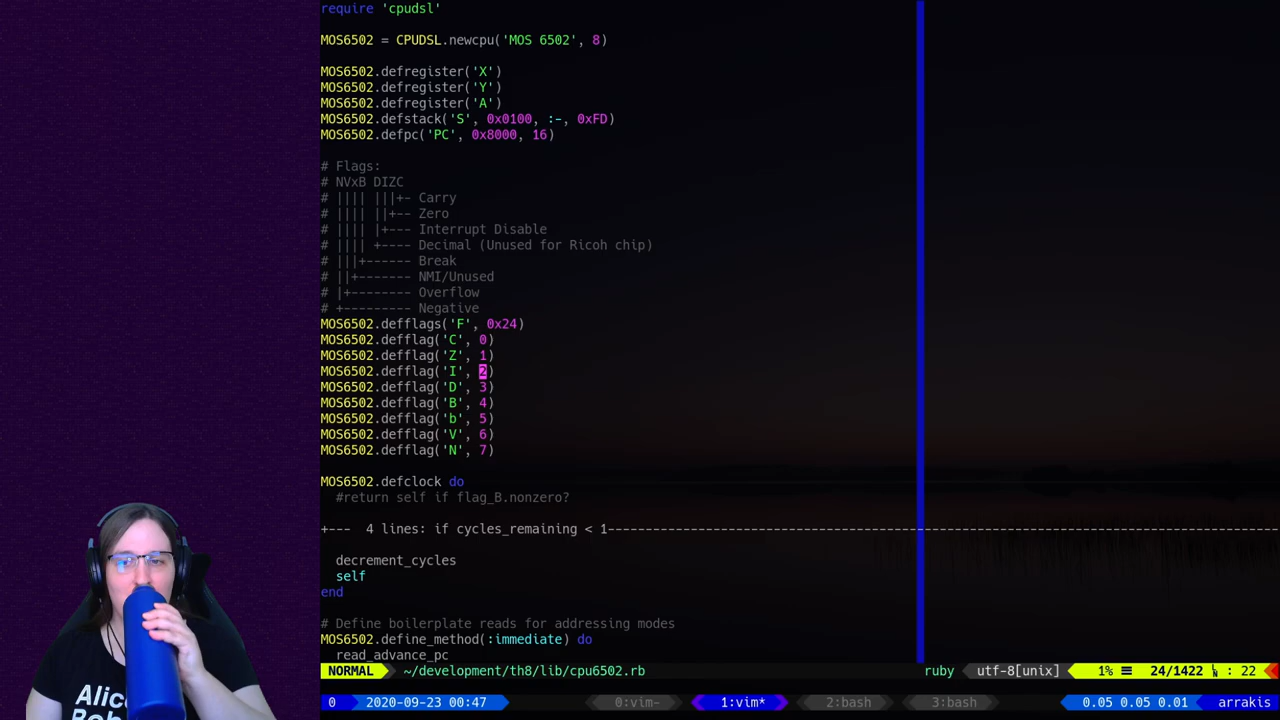 require 'cpudsl'
MOS6502 = CPUDSL.newcpu('MOS 6502', 8)
MOS6502.defregister('X')
MOS6502.defregister('Y')
MOS6502.defregister('A')
MOS6502.defstack('S', 0x0100, :-, 0xFD)
MOS6502.defpc('PC', 0x8000, 16)
# Flags:
# NVxB DIZC
# |||| |||+- Carry
# |||| ||+-- Zero
# |||| |+--- Interrupt Disable
# |||| +---- Decimal (Unused for Ricoh chip)
# |||+------ Break
# ||+------- NMI/Unused
# |+-------- Overflow
# +--------- Negative
MOS6502.defflags('F', 0x24)
MOS6502.defflag('C', 0)
MOS6502.defflag('Z', 1)
MOS6502.defflag('I', 2)
MOS6502.defflag('D', 3)
MOS6502.defflag('B', 4)
MOS6502.defflag('b', 5)
MOS6502.defflag('V', 6)
MOS6502.defflag('N', 7)
MOS6502.defclock do
  #return self if flag_B.nonzero?
+---  4 lines: if cycles_remaining < 1-----------------------------------------------------------------------------------------
  decrement_cycles
  self
end
# Define boilerplate reads for addressing modes
MOS6502.define_method(:immediate) do
  read_advance_pc
NORMAL ~/development/th8/lib/cpu6502.rb ruby utf-8[unix] 1% 24/1422 : 22
0 2020-09-23 00:47 0:vim- 1:vim* 2:bash 3:bash 0.05 0.05 0.01 arrakis
Alic
Bob